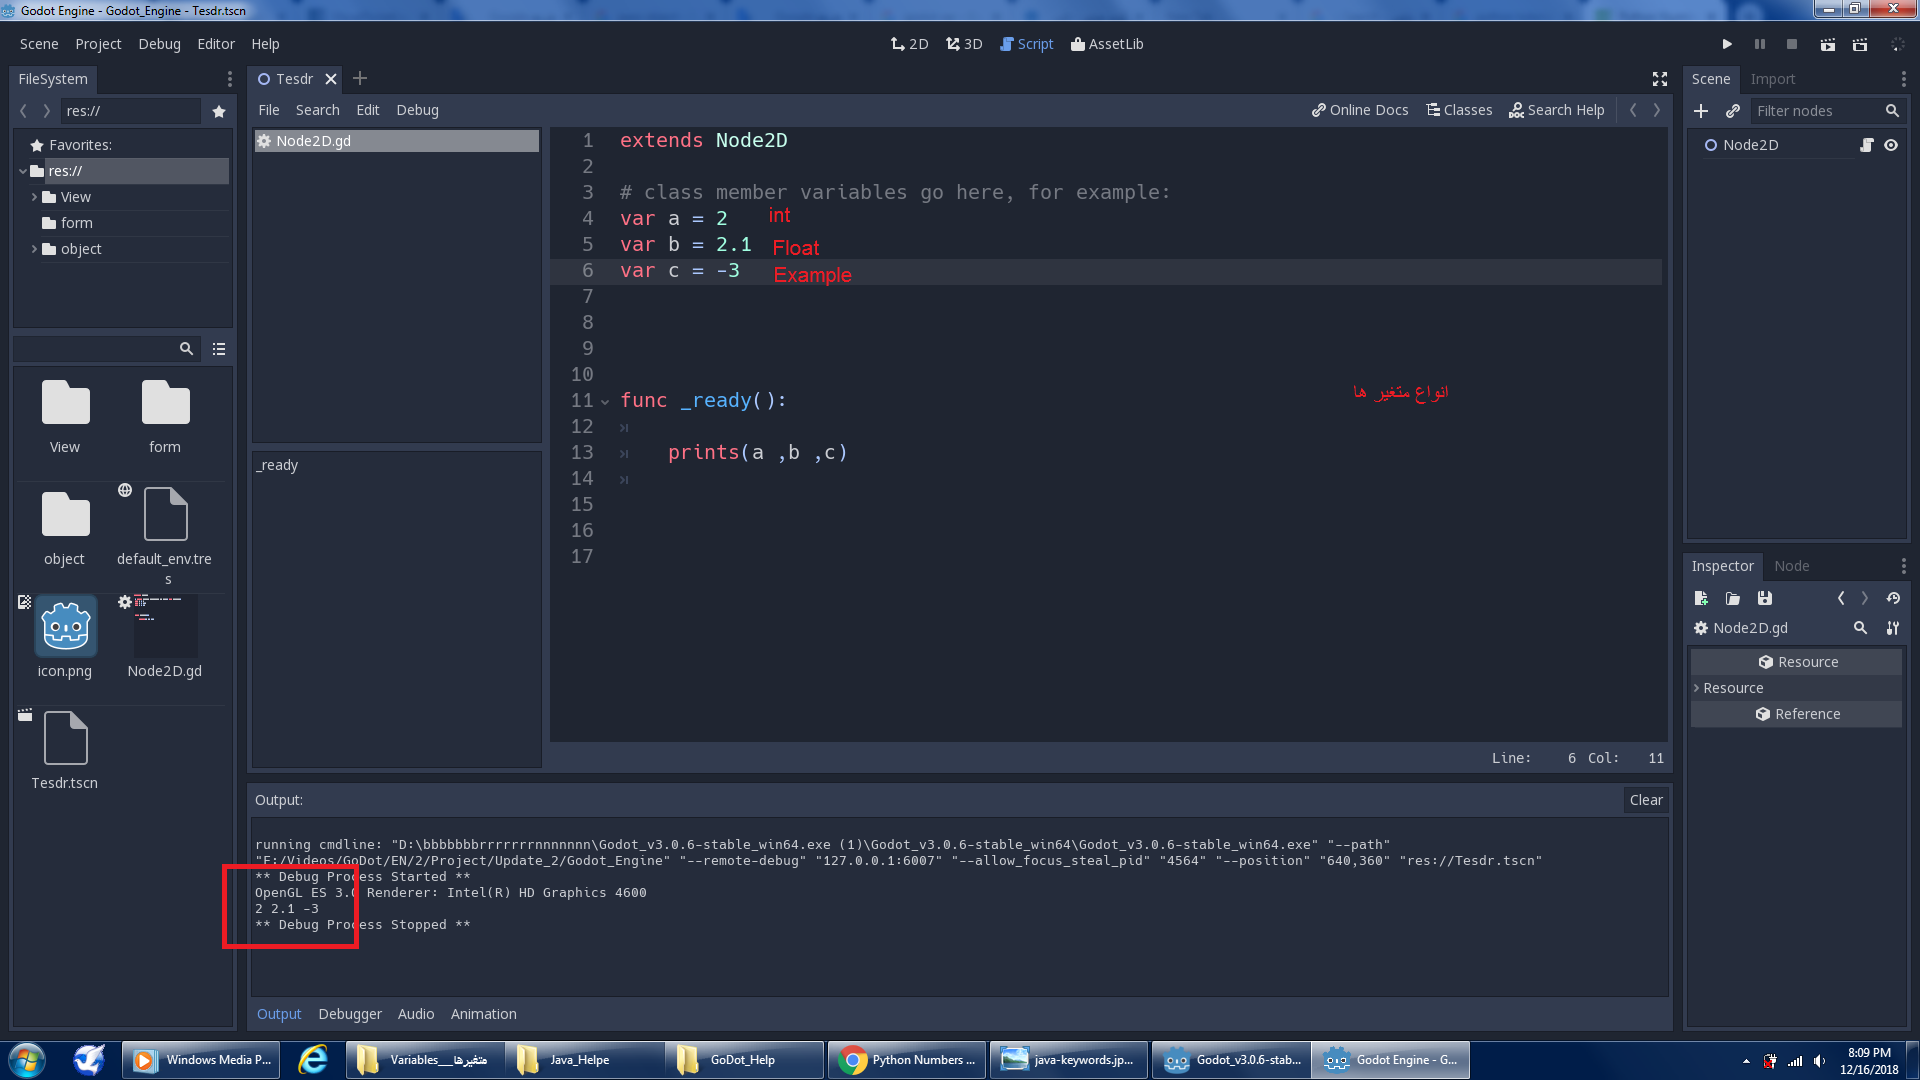 Godot Engine - Godot_Engine - Tesdr.tscn
Scene Project Debug Editor Help
2D 3D Script AssetLib
FileSystem
res://
Favorites:
res://
View
form
object
View form
object default_env.tre
s
icon.png Node2D.gd
Tesdr.tscn
Tesdr
File Search Edit Debug
Online Docs Classes Search Help
Node2D.gd
_ready
1 extends Node2D
2
3 # class member variables go here, for example:
4 var a = 2 int
5 var b = 2.1 Float
6 var c = -3 Example
7
8
9
10
انواع متغیر ها
11 func _ready():
12
13 prints(a ,b ,c)
14
15
16
17
Line: 6 Col: 11
Output:
Clear
running cmdline: "D:\bbbbbbbrrrrrrrnnnnnnn\Godot_v3.0.6-stable_win64.exe (1)\Godot_v3.0.6-stable_win64\Godot_v3.0.6-stable_win64.exe" "--path"
"F:/Videos/GoDot/EN/2/Project/Update_2/Godot_Engine" "--remote-debug" "127.0.0.1:6007" "--allow_focus_steal_pid" "4564" "--position" "640,360" "res://Tesdr.tscn"
** Debug Process Started **
OpenGL ES 3.0 Renderer: Intel(R) HD Graphics 4600
2 2.1 -3
** Debug Process Stopped **
Output Debugger Audio Animation
Scene Import
Filter nodes
Node2D
Inspector Node
Node2D.gd
Resource
Resource
Reference
Windows Media P...
Variables__متغیرها
Java_Helpe
GoDot_Help
Python Numbers ...
java-keywords.jp...
Godot_v3.0.6-stab...
Godot Engine - G...
8:09 PM
12/16/2018